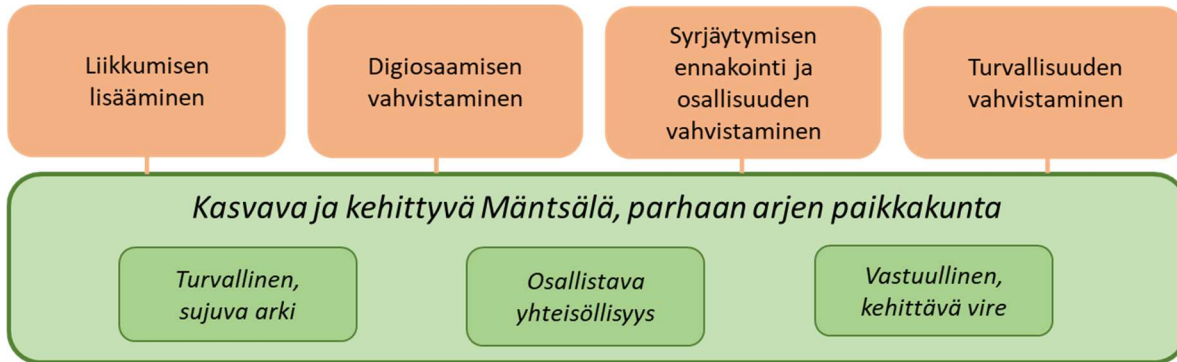 Liikkumisen
lisääminen
Digiosaamisen
vahvistaminen
Syrjäytymisen
ennakointi ja
osallisuuden
vahvistaminen
Turvallisuuden
vahvistaminen
Kasvava ja kehittyvä Mäntsälä, parhaan arjen paikkakunta
Turvallinen,
sujuva arki
Osallistava
yhteisöllisyys
Vastuullinen,
kehittävä vire